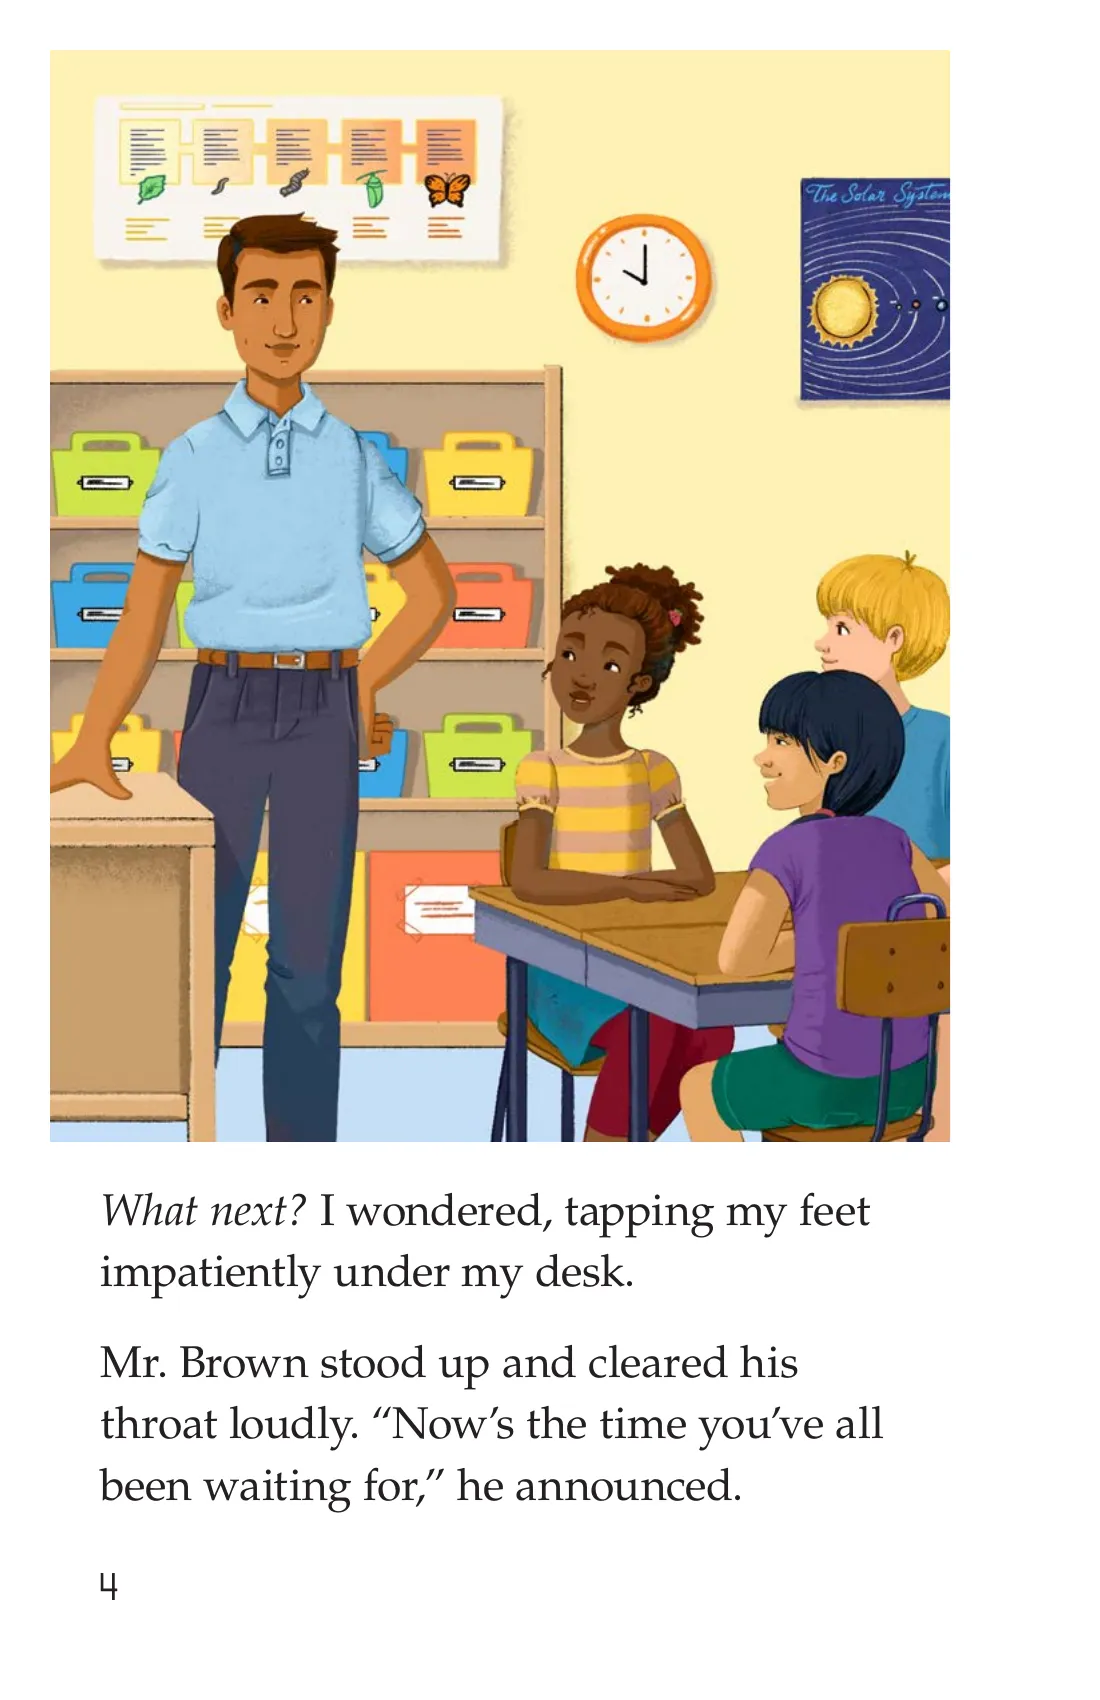 The Solar System
What next? I wondered, tapping my feet
impatiently under my desk.
Mr. Brown stood up and cleared his
throat loudly. “Now’s the time you’ve all
been waiting for,” he announced.
4